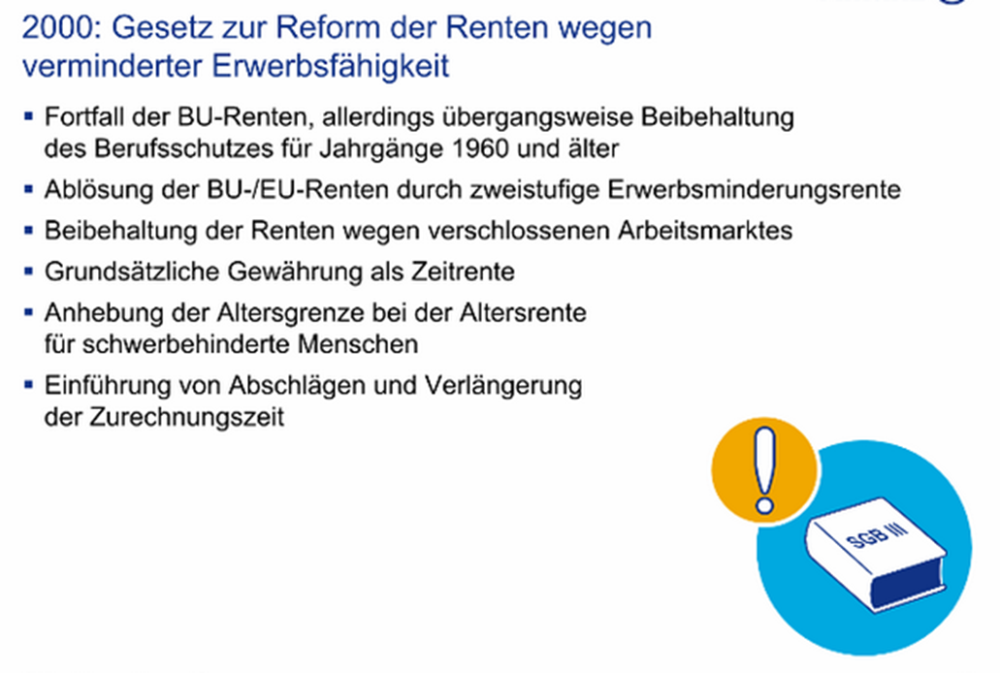 2000: Gesetz zur Reform der Renten wegen
verminderter Erwerbsfähigkeit
▪ Fortfall der BU-Renten, allerdings übergangsweise Beibehaltung
des Berufsschutzes für Jahrgänge 1960 und älter
▪ Ablösung der BU-/EU-Renten durch zweistufige Erwerbsminderungsrente
▪ Beibehaltung der Renten wegen verschlossenen Arbeitsmarktes
▪ Grundsätzliche Gewährung als Zeitrente
▪ Anhebung der Altersgrenze bei der Altersrente
für schwerbehinderte Menschen
▪ Einführung von Abschlägen und Verlängerung
der Zurechnungszeit
!
SGB III